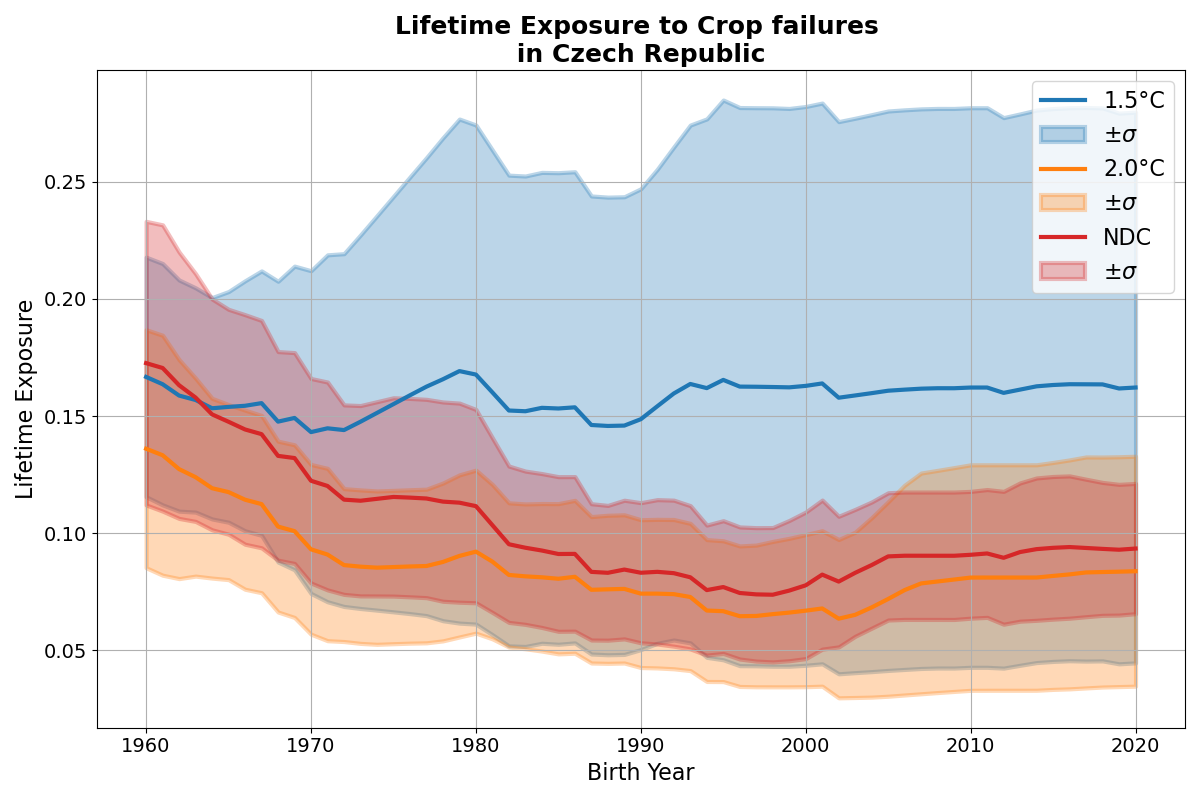 Lifetime Exposure to Crop failures
in Czech Republic
1.5°C
±σ
2.0°C
±σ
NDC
±σ
Lifetime Exposure
0.25
0.20
0.15
0.10
0.05
1960 1970 1980 1990 2000 2010 2020
Birth Year